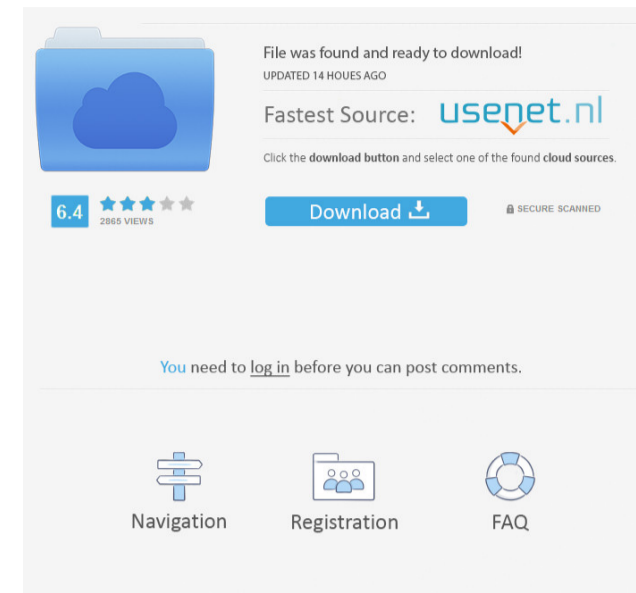 File was found and ready to download!
UPDATED 14 HOUES AGO
Fastest Source: usenet.nl
Click the download button and select one of the found cloud sources.
6.4
2865 VIEWS
Download
SECURE SCANNED
You need to log in before you can post comments.
Navigation
Registration
FAQ